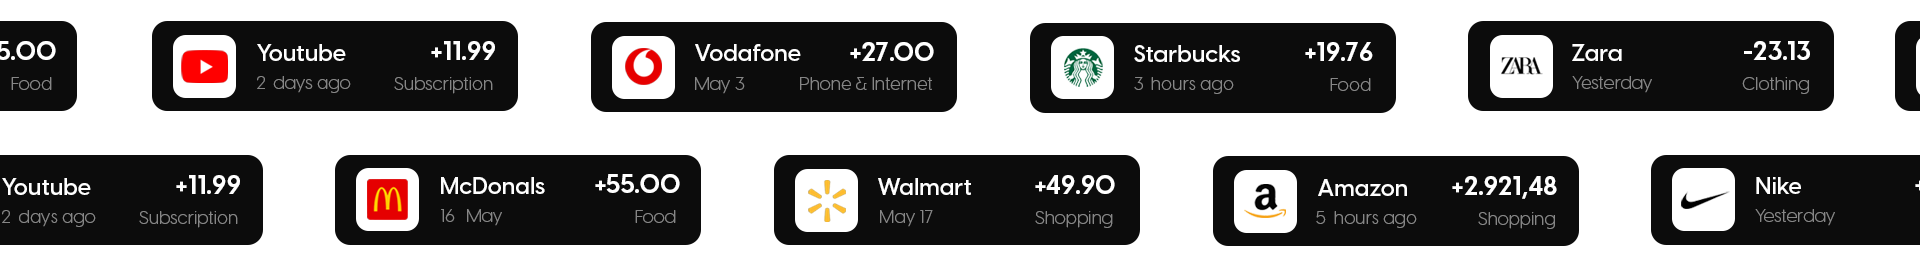 5.00
Food
Youtube +11.99
2 days ago Subscription
Vodafone +27.00
May 3 Phone & Internet
Starbucks +19.76
3 hours ago Food
ZARA
Zara -23.13
Yesterday Clothing
Youtube +11.99
2 days ago Subscription
McDonals +55.00
16 May Food
Walmart +49.90
May 17 Shopping
a
Amazon +2.921,48
5 hours ago Shopping
Nike
Yesterday